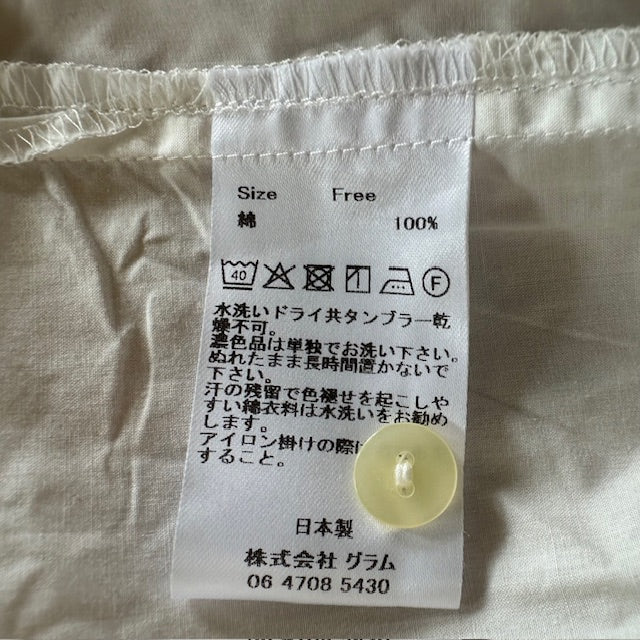 Size Free
綿 100%
40 F
水洗いドライ共タンブラー乾
燥不可。
濃色品は単独でお洗い下さい。
ぬれたまま長時間置かないで
下さい。
汗の残留で色褪せを起こしや
すい綿衣料は水洗いをお勧め
します。
アイロン掛けの際は
すること。
日本製
株式会社 グラム
06 4708 5430